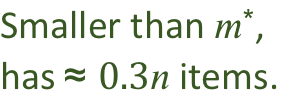 Smaller than m*,
has ≈ 0.3n items.